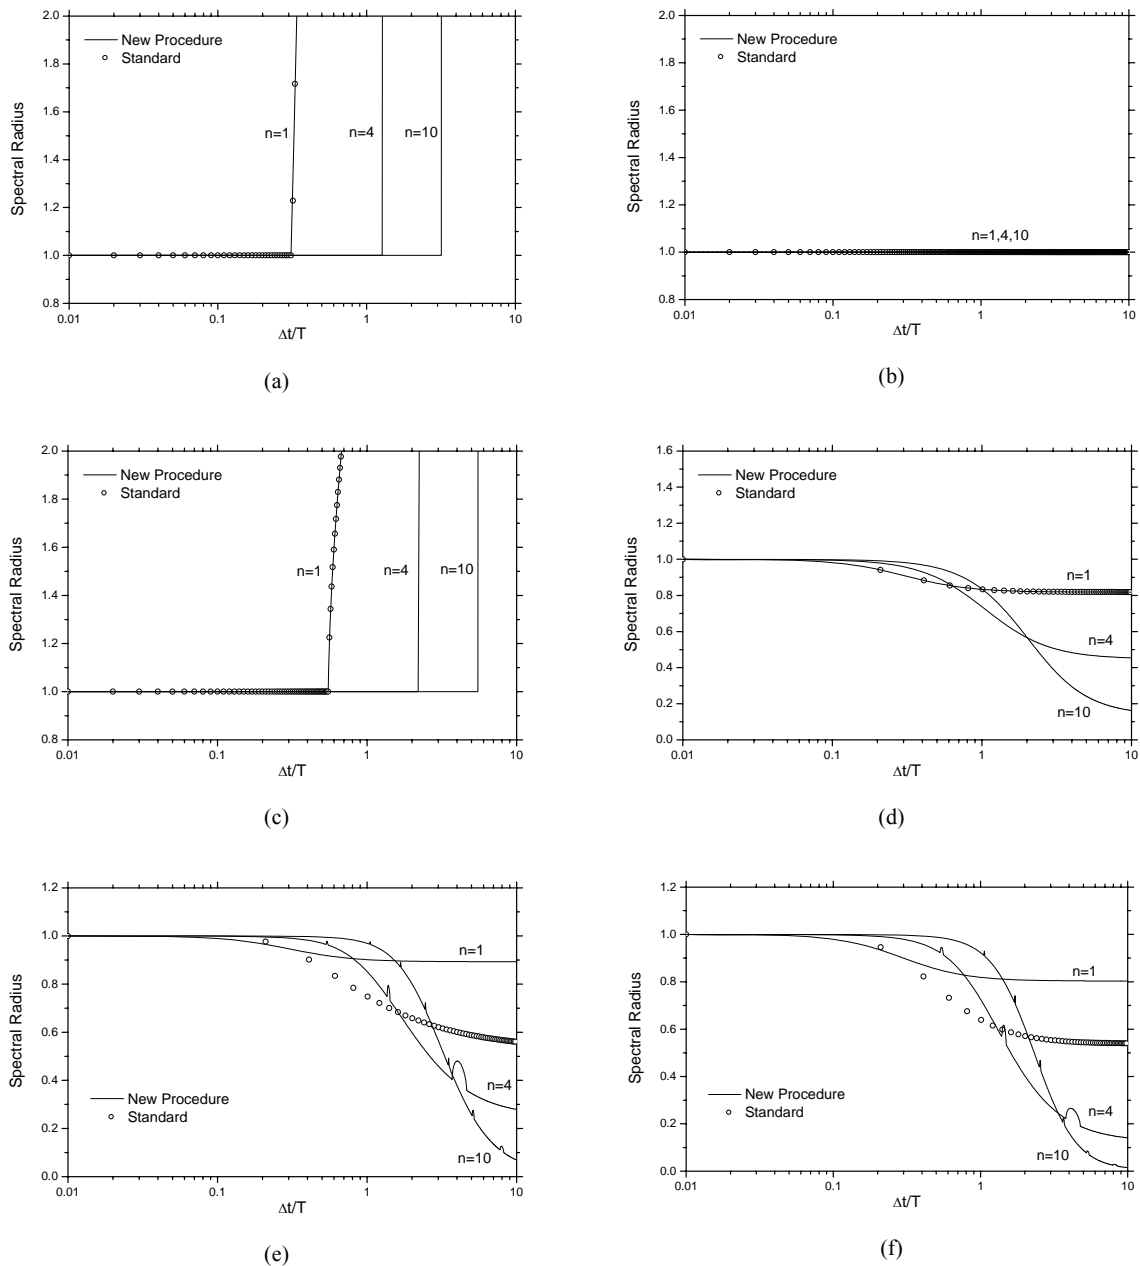 2.0
2.0
New Procedure
Standard
New Procedure
Standard
1.8
1.8
1.6
1.6
Spectral Radius
Spectral Radius
n=1
n=4
n=10
1.4
1.4
1.2
1.2
n=1,4,10
1.0
1.0
0.8
0.8
0.01
0.1
1
10
0.01
0.1
1
10
Δt/T
Δt/T
(a)
(b)
2.0
1.6
New Procedure
Standard
New Procedure
Standard
1.8
1.4
1.6
1.2
Spectral Radius
Spectral Radius
n=1
n=4
n=10
1.4
1.0
n=1
0.8
1.2
0.6
n=4
1.0
0.4
0.2
n=10
0.8
0.0
0.01
0.1
1
10
0.01
0.1
1
10
Δt/T
Δt/T
(c)
(d)
1.2
1.2
1.0
1.0
n=1
n=1
0.8
0.8
Spectral Radius
Spectral Radius
0.6
0.6
0.4
0.4
n=4
n=4
New Procedure
Standard
New Procedure
Standard
0.2
0.2
n=10
n=10
0.0
0.0
0.01
0.1
1
10
0.01
0.1
1
10
Δt/T
Δt/T
(e)
(f)